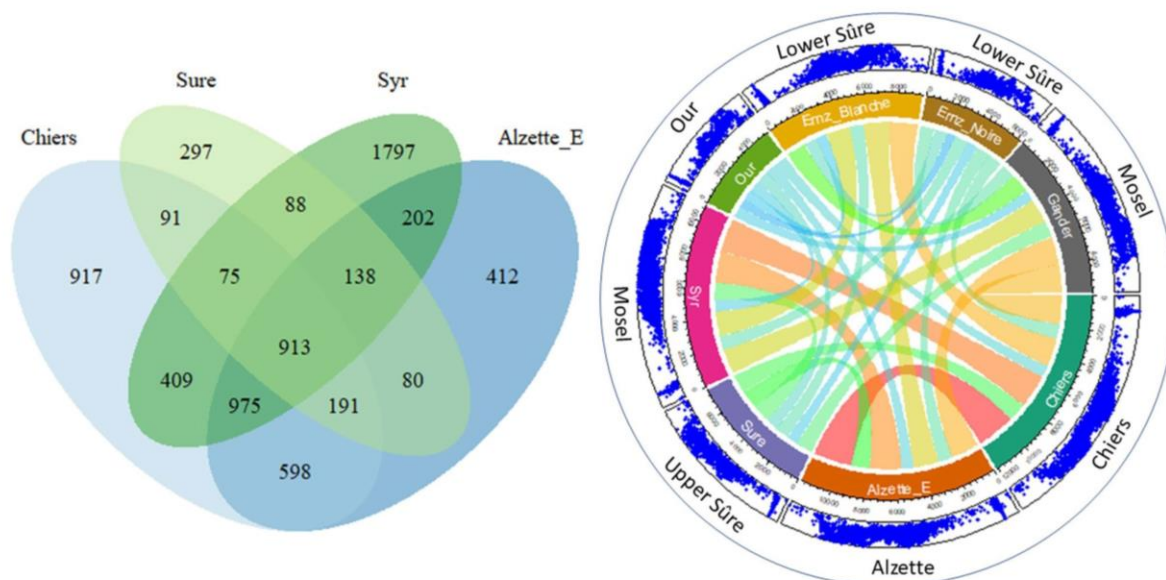 Sure
Syr
Chiers
Alzette_E
297
1797
91
88
202
917
75
138
412
913
409
80
975
191
598
Lower Sûre
Lower Sûre
Our
Mosel
Mosel
Upper Sûre
Alzette
Chiers
Emz_Blanche
Emz_Noire
Our
Gander
Syr
Chiers
Sure
Alzette_E